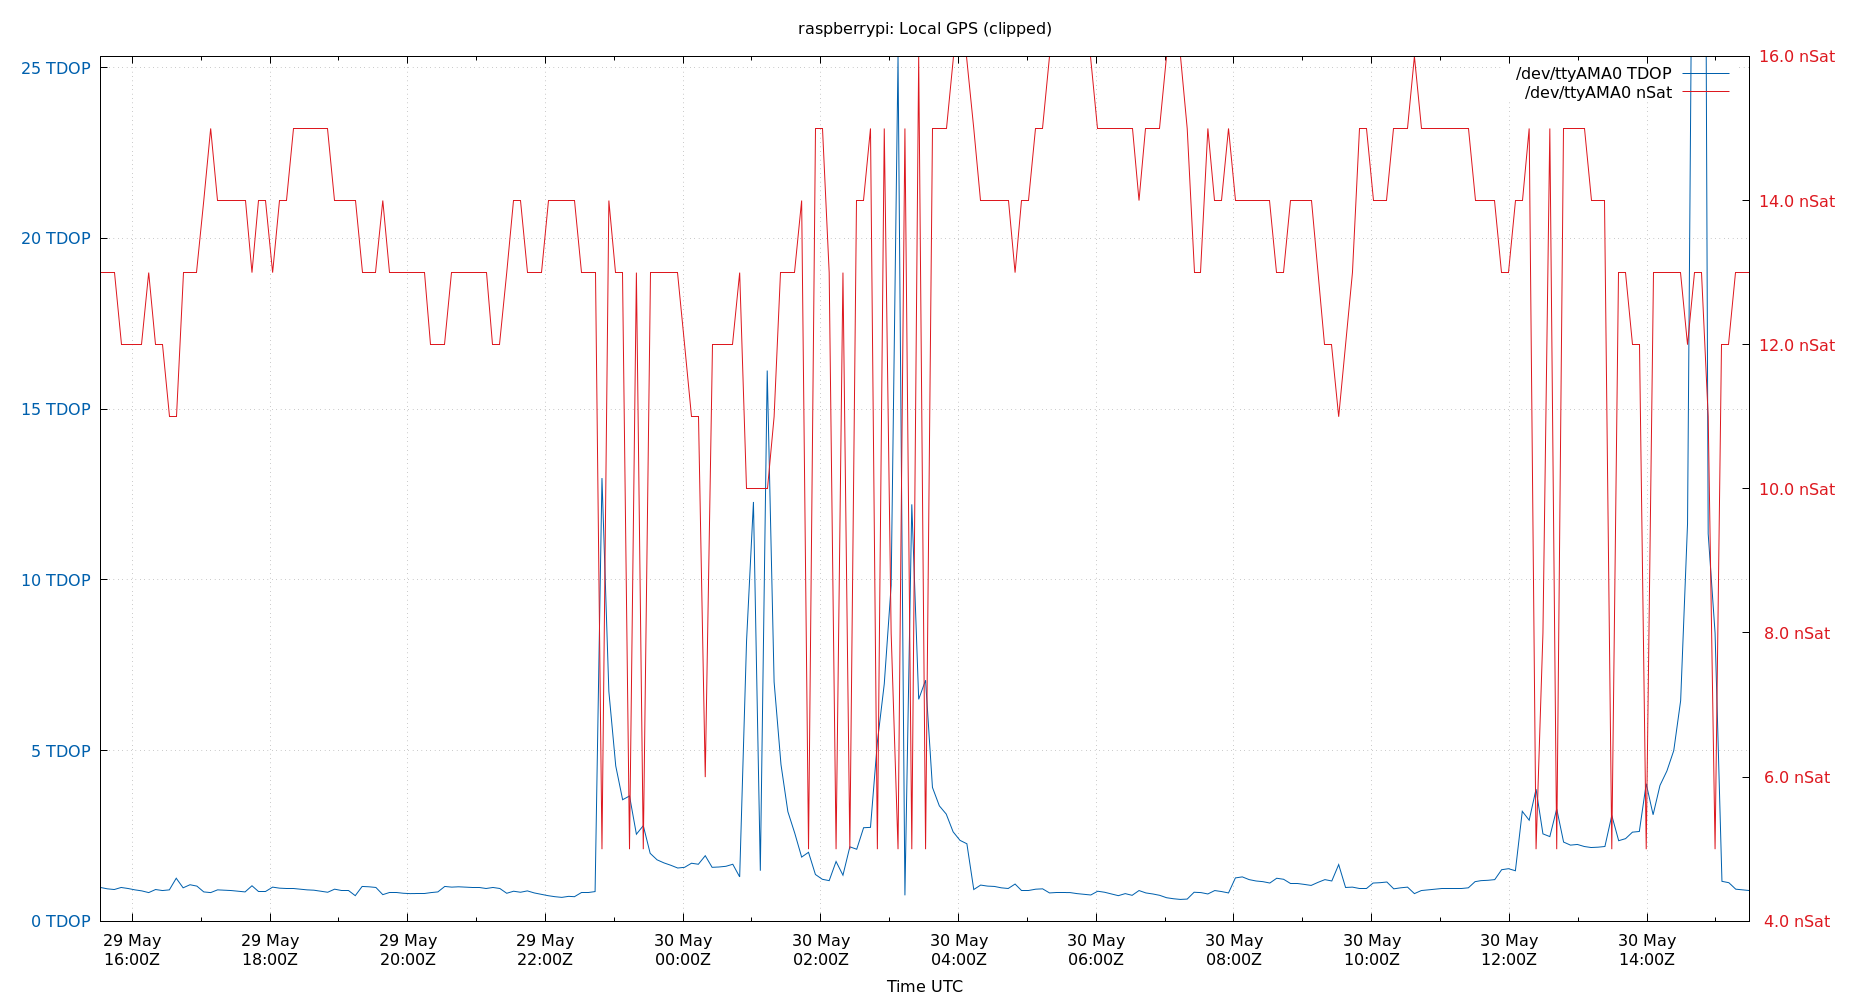 raspberrypi: Local GPS (clipped)
25 TDOP
20 TDOP
15 TDOP
10 TDOP
5 TDOP
0 TDOP
/dev/ttyAMA0 TDOP
/dev/ttyAMA0 nSat
16.0 nSat
14.0 nSat
12.0 nSat
10.0 nSat
8.0 nSat
6.0 nSat
4.0 nSat
29 May
16:00Z
29 May
18:00Z
29 May
20:00Z
29 May
22:00Z
30 May
00:00Z
30 May
02:00Z
30 May
04:00Z
30 May
06:00Z
30 May
08:00Z
30 May
10:00Z
30 May
12:00Z
30 May
14:00Z
Time UTC